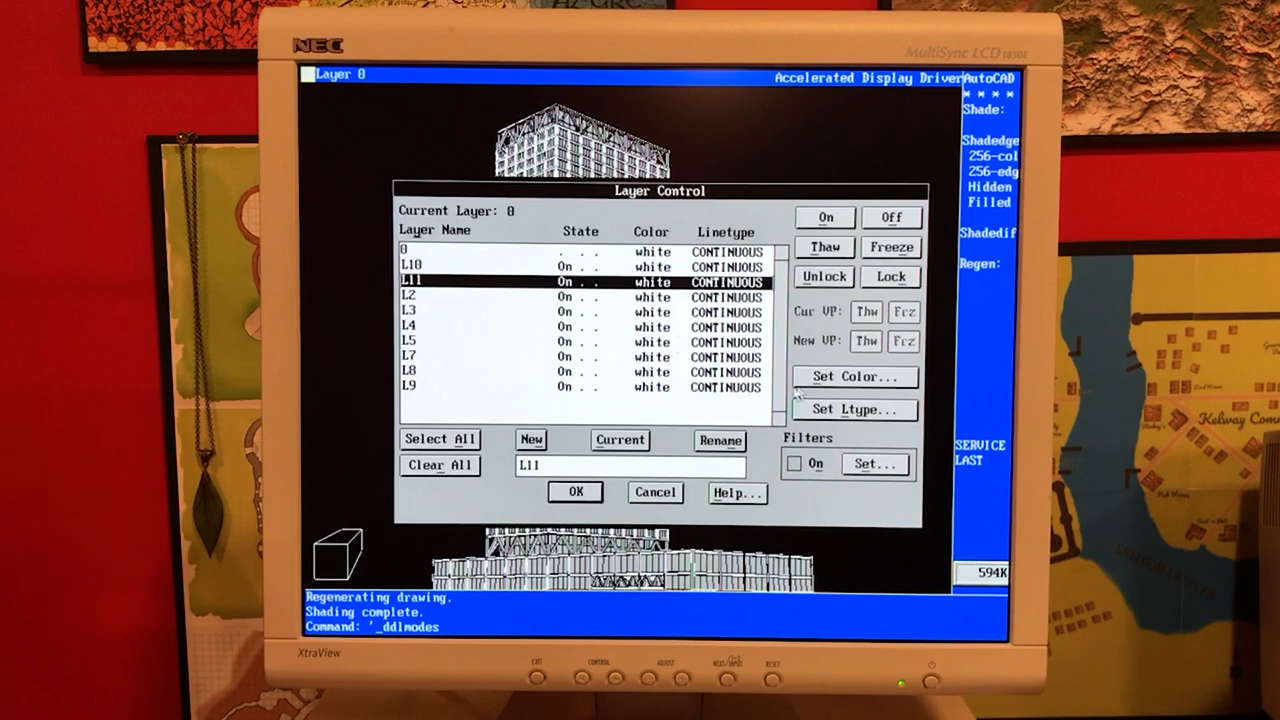 NEC
MultiSync LCD 1850E
Layer 0
Accelerated Display Driver
AutoCAD
* * * *
Shade:
Shadedge
256-col
256-edg
Hidden
Filled
Shadedif
Regen:
SERVICE
LAST
594K
Layer Control
Current Layer: 0
Layer Name State Color Linetype
0 . . . white CONTINUOUS
L10 On . . white CONTINUOUS
L11 On . . white CONTINUOUS
L2 On . . white CONTINUOUS
L3 On . . white CONTINUOUS
L4 On . . white CONTINUOUS
L5 On . . white CONTINUOUS
L7 On . . white CONTINUOUS
L8 On . . white CONTINUOUS
L9 On . . white CONTINUOUS
On Off
Thaw Freeze
Unlock Lock
Cur VP: Thw Frz
New VP: Thw Frz
Set Color...
Set Ltype...
Filters
On Set...
Select All New Current Rename
Clear All L11
OK Cancel Help...
Regenerating drawing.
Shading complete.
Command: '_ddlmodes
XtraView
EXIT CONTROL ADJUST NEXT/INPUT RESET
Kelway Com